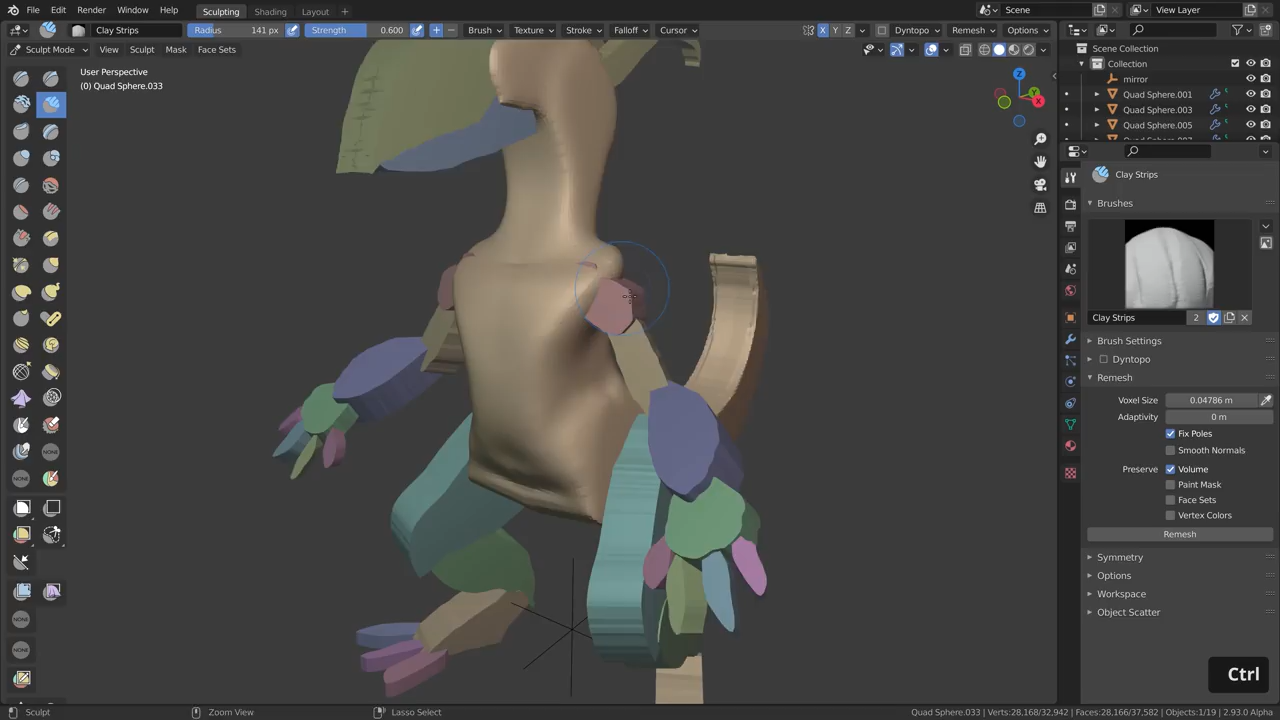 File Edit Render Window Help Sculpting Shading Layout + Scene View Layer
Clay Strips Radius 141 px Strength 0.600 Brush Texture Stroke Falloff Cursor X Y Z Dyntopo Remesh Options
Sculpt Mode View Sculpt Mask Face Sets
User Perspective
(0) Quad Sphere.033
Scene Collection
Collection
mirror
Quad Sphere.001
Quad Sphere.003
Quad Sphere.005
Z
Y
X
Clay Strips
Brushes
Clay Strips 2
Brush Settings
Dyntopo
Remesh
Voxel Size 0.04786 m
Adaptivity 0 m
Fix Poles
Smooth Normals
Preserve Volume
Paint Mask
Face Sets
Vertex Colors
Remesh
Symmetry
Options
Workspace
Object Scatter
NONE
NONE
NONE
NONE
Ctrl
Sculpt Zoom View Lasso Select Quad Sphere.033 | Verts:28,168/32,942 | Faces:28,166/37,582 | Objects:1/19 | 2.93.0 Alpha